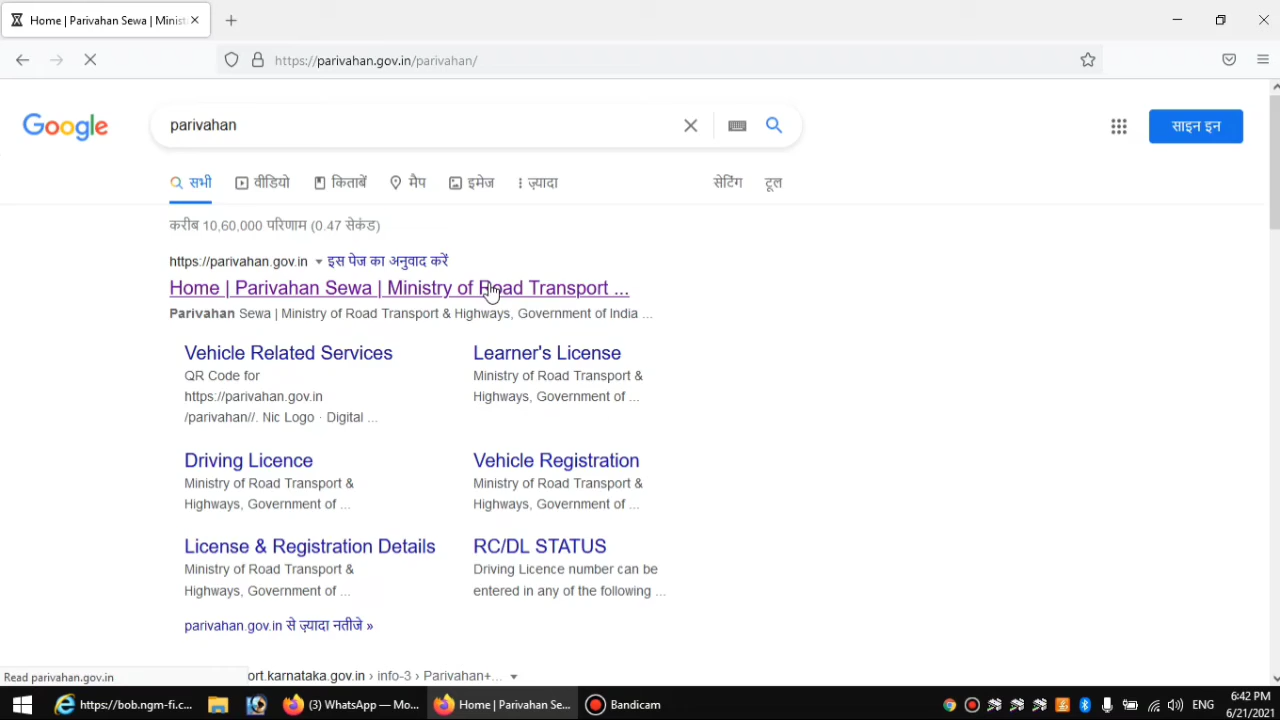 Home | Parivahan Sewa | Minist
https://parivahan.gov.in/parivahan/
Google
parivahan
साइन इन
सभी वीडियो किताबें मैप इमेज ज़्यादा सेटिंग टूल
करीब 10,60,000 परिणाम (0.47 सेकंड)
https://parivahan.gov.in इस पेज का अनुवाद करें
Home | Parivahan Sewa | Ministry of Road Transport ...
Parivahan Sewa | Ministry of Road Transport & Highways, Government of India ...
Vehicle Related Services
QR Code for
https://parivahan.gov.in
/parivahan//. Nic Logo · Digital ...
Learner's License
Ministry of Road Transport &
Highways, Government of ...
Driving Licence
Ministry of Road Transport &
Highways, Government of ...
Vehicle Registration
Ministry of Road Transport &
Highways, Government of ...
License & Registration Details
Ministry of Road Transport &
Highways, Government of ...
RC/DL STATUS
Driving Licence number can be
entered in any of the following ...
parivahan.gov.in से ज़्यादा नतीजे »
ort.karnataka.gov.in › info-3 › Parivahan+...
Read parivahan.gov.in
https://bob.ngm-fi.c...
(3) WhatsApp — Mo...
Home | Parivahan Se...
Bandicam
ENG
6:42 PM
6/21/2021